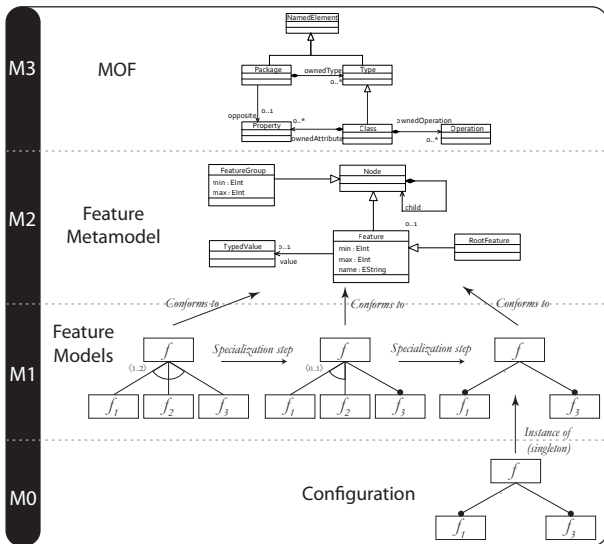 M3
MOF
NamedElement
Package
ownedType
0..*
Type
opposite
0..1
Property
0..*
ownedAttribute
Class
ownedOperation
0..*
Operation
M2
Feature
Metamodel
FeatureGroup
min : EInt
max : EInt
Node
child
0..1
TypedValue
0..1
value
Feature
min : EInt
max : EInt
name : EString
RootFeature
Conforms to
Conforms to
Conforms to
M1
Feature
Models
f
⟨1..2⟩
f1
f2
f3
Specialization step
f
⟨0..1⟩
f1
f2
f3
Specialization step
f
f1
f3
Instance of
(singleton)
M0
Configuration
f
f1
f3